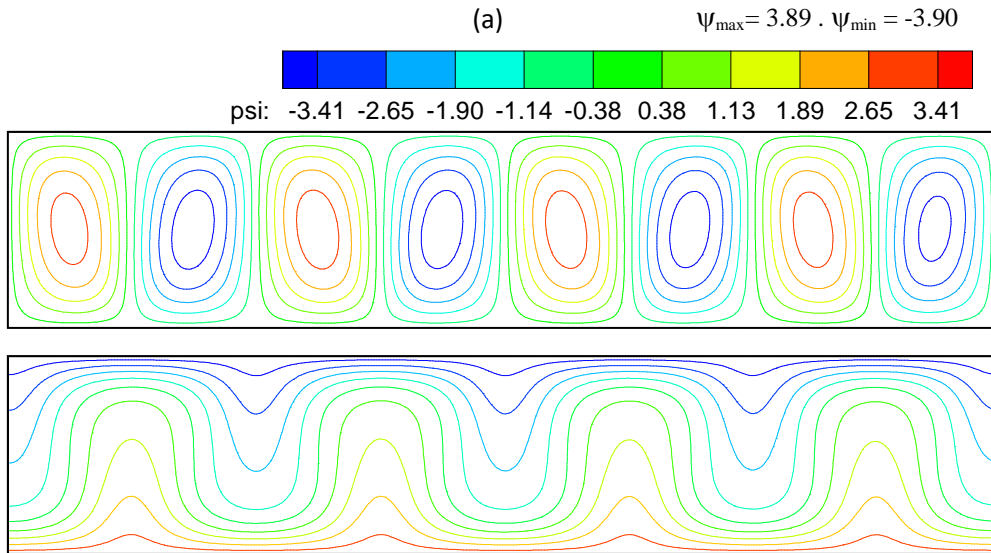 (a)
ψmax= 3.89 . ψmin = -3.90
psi: -3.41 -2.65 -1.90 -1.14 -0.38 0.38 1.13 1.89 2.65 3.41